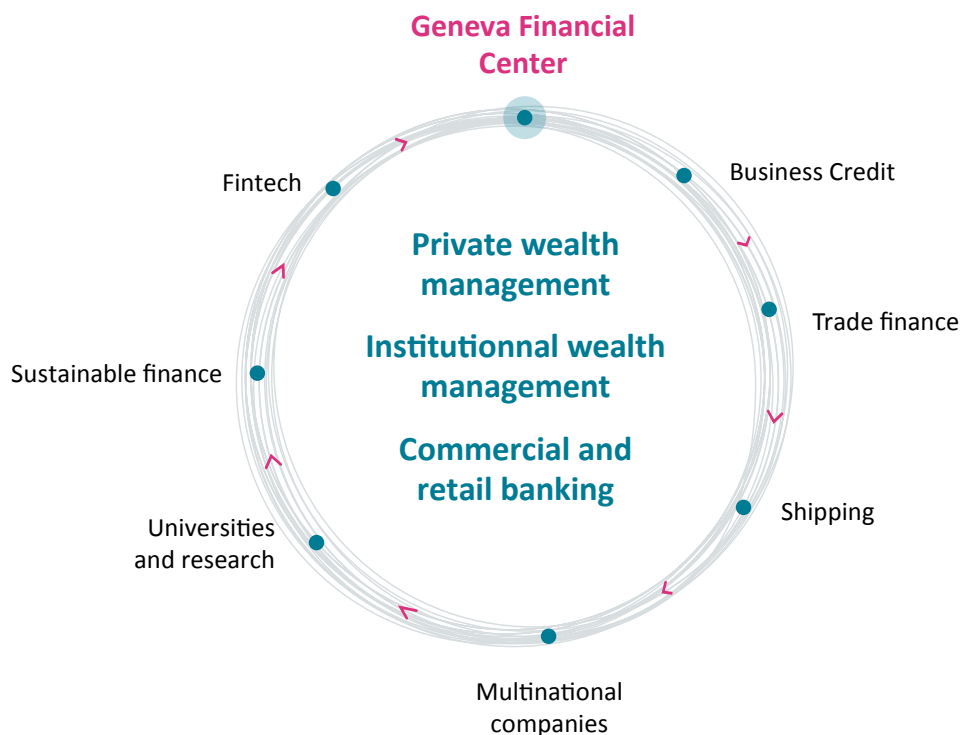 Geneva Financial
Center
Business Credit
Fintech
Private wealth
management
Trade finance
Institutionnal wealth
management
Sustainable finance
Commercial and
retail banking
Shipping
Universities
and research
Multinational
companies